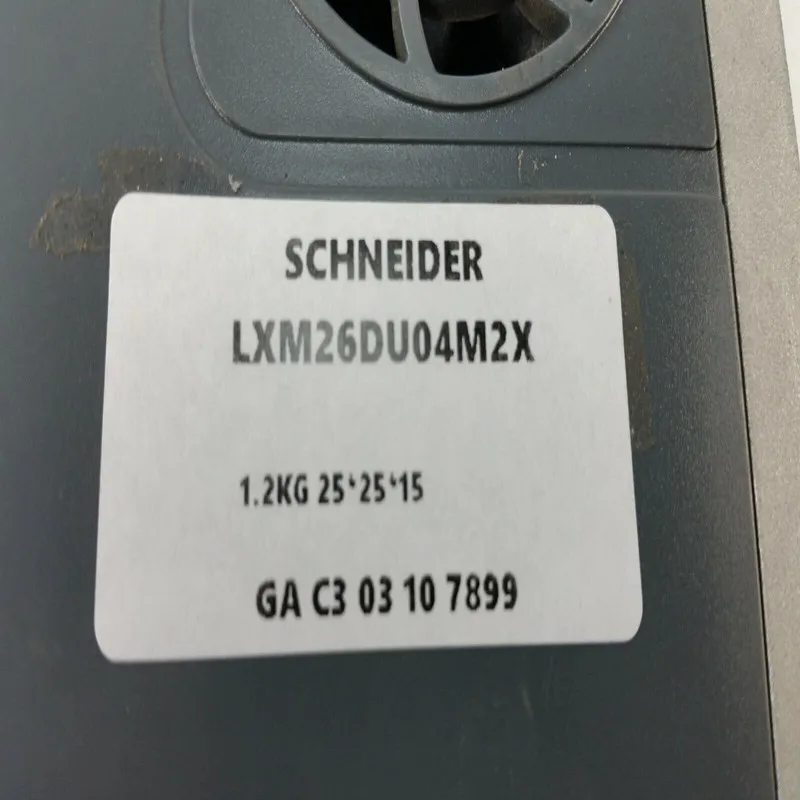 SCHNEIDER
LXM26DU04M2X
1.2KG 25*25*15
GA C3 03 10 7899